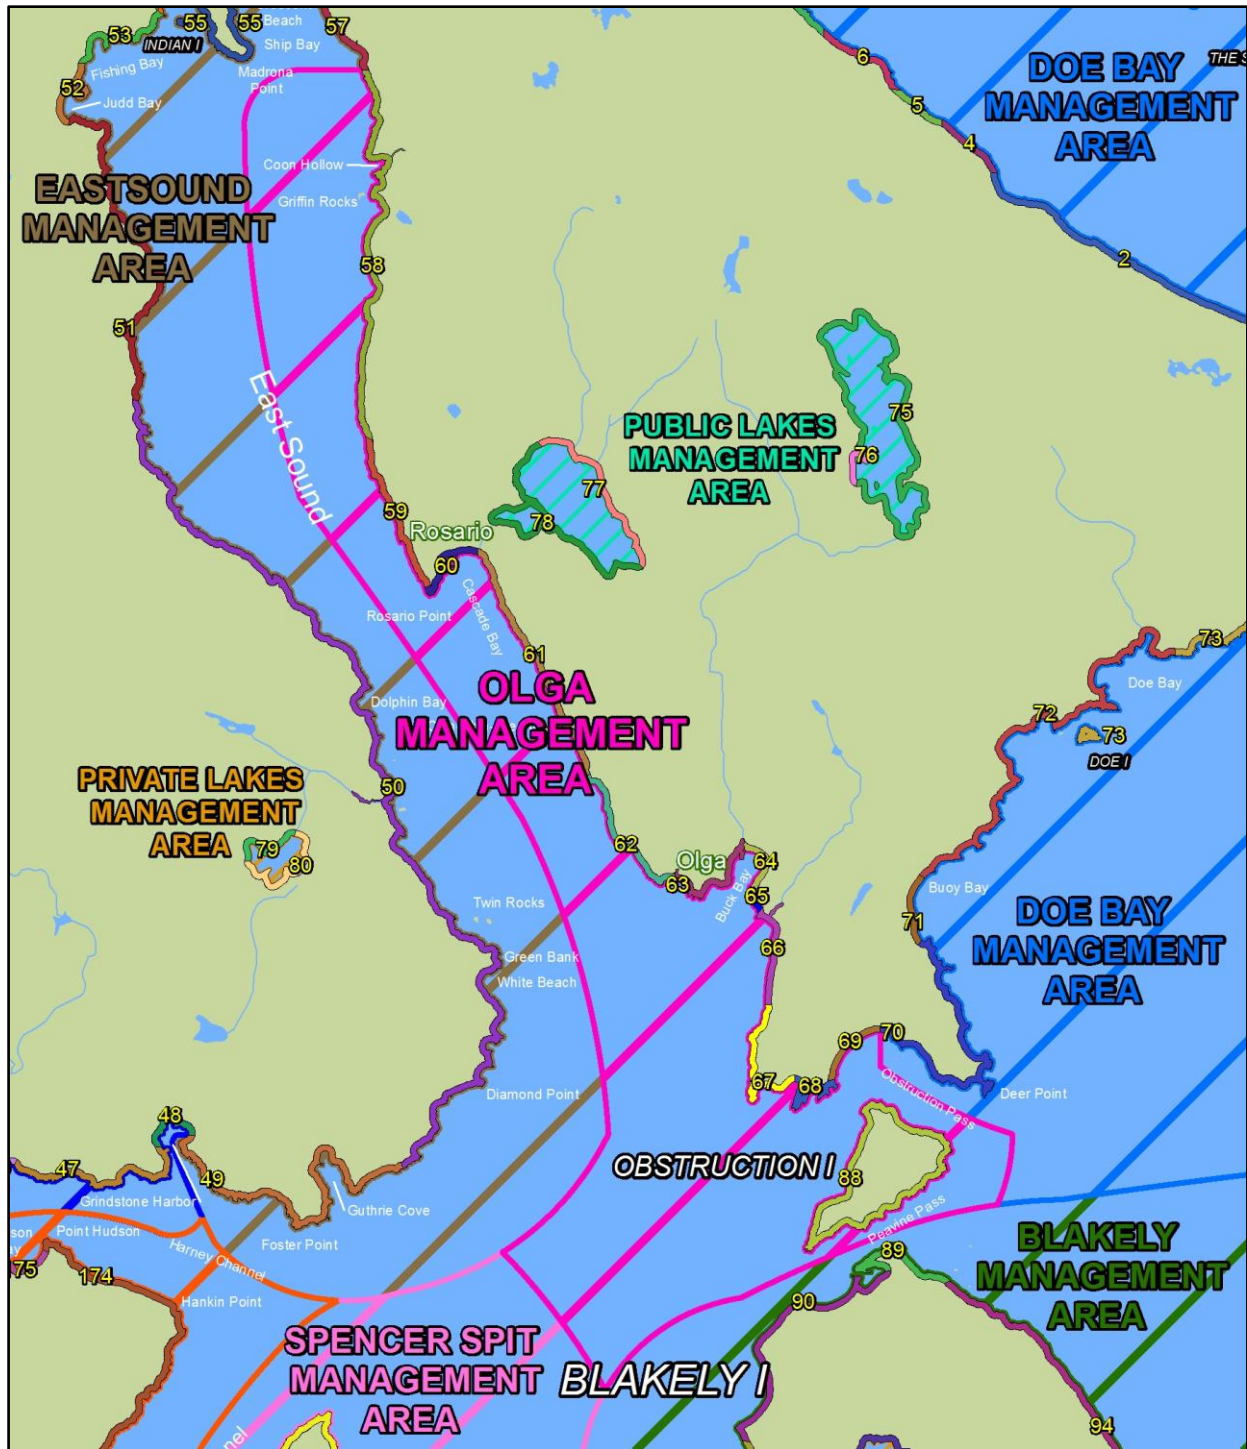 53
55
55
Beach
57
INDIAN I
Ship Bay
6
DOE BAY
MANAGEMENT
AREA
Fishing Bay
Madrona
Point
52
Judd Bay
5
4
Coon Hollow
EASTSOUND
MANAGEMENT
AREA
Griffin Rocks
58
2
51
East Sound
PUBLIC LAKES
MANAGEMENT
AREA
75
76
77
59
78
Rosario
60
Rosario Point
Cascade Bay
61
73
OLGA
MANAGEMENT
AREA
Doe Bay
Dolphin Bay
72
73
DOE I
PRIVATE LAKES
MANAGEMENT
AREA
50
79
80
62
Olga
64
63
Buck Bay
65
Buoy Bay
Twin Rocks
71
DOE BAY
MANAGEMENT
AREA
66
Green Bank
White Beach
69
70
67
68
Diamond Point
Obstruction Pass
Deer Point
48
OBSTRUCTION I
47
49
88
Grindstone Harbor
Guthrie Cove
Point Hudson
Foster Point
Peavine Pass
Harney Channel
75
174
89
BLAKELY
MANAGEMENT
AREA
Hankin Point
90
SPENCER SPIT
MANAGEMENT
AREA
BLAKELY I
94